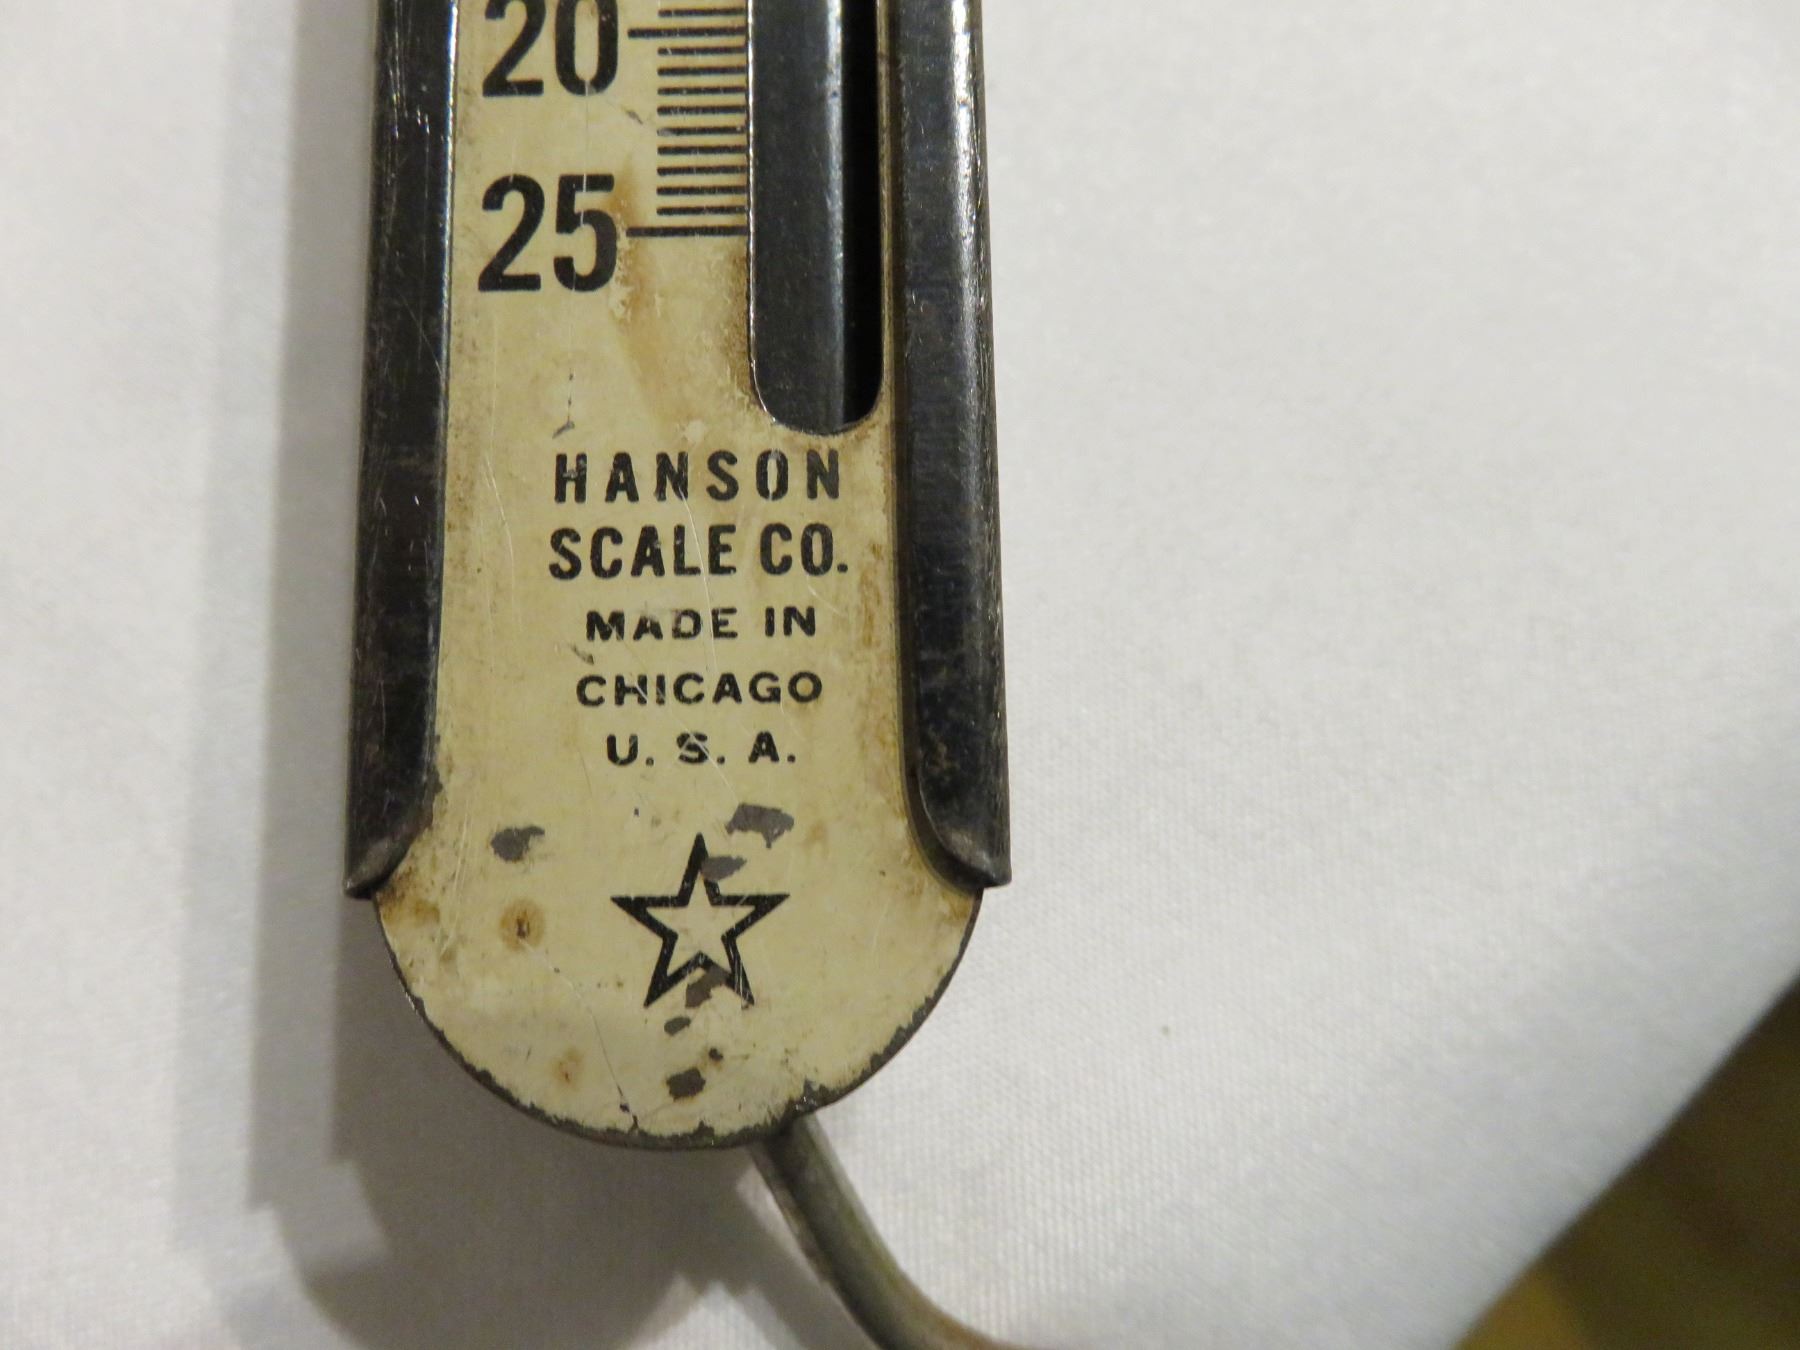 20
25
HANSON
SCALE CO.
MADE IN
CHICAGO
U. S. A.